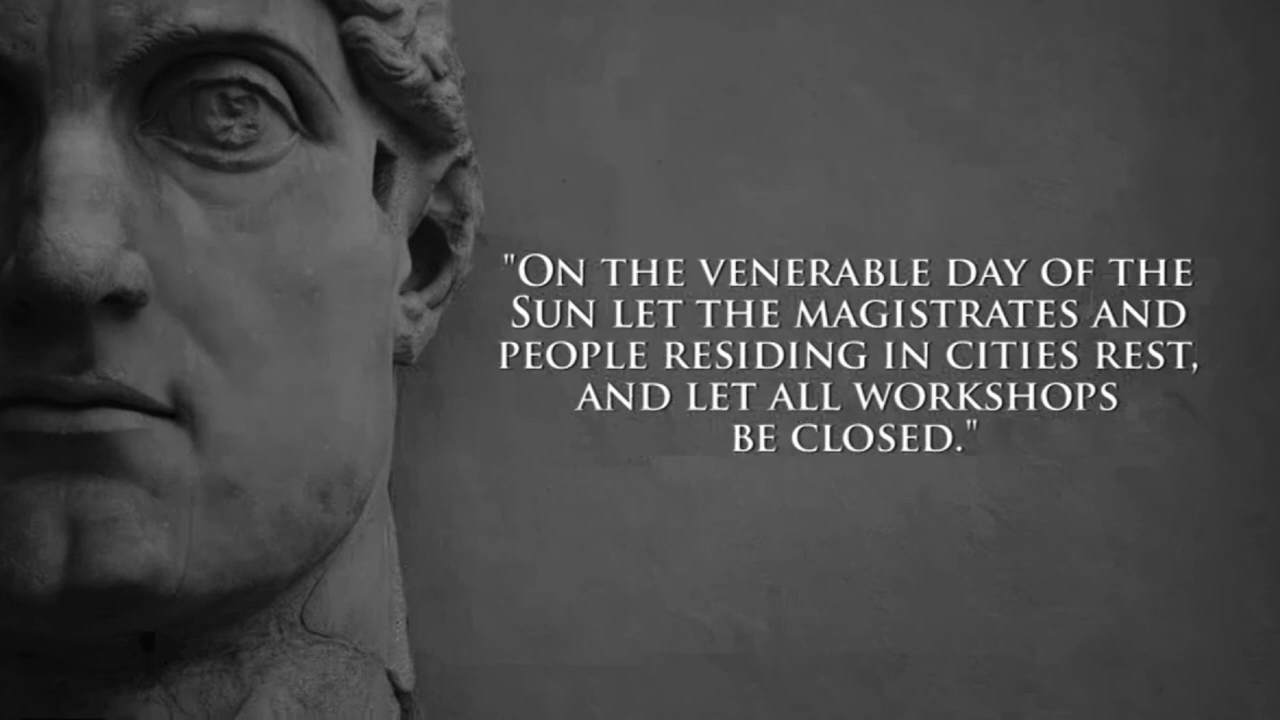 "On the venerable day of the
Sun let the magistrates and
people residing in cities rest,
and let all workshops
be closed."